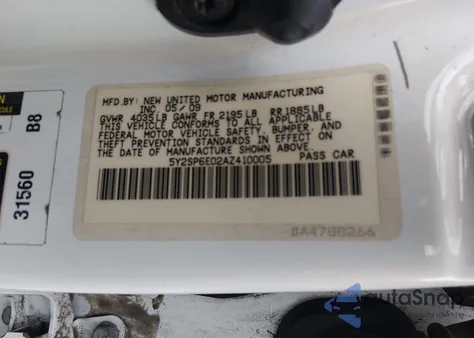 MFD.BY: NEW UNITED MOTOR MANUFACTURING
INC. 05/09
GVWR 4035LB GAWR FR 2195LB RR 1885LB
THIS VEHICLE CONFORMS TO ALL APPLICABLE
FEDERAL MOTOR VEHICLE SAFETY, BUMPER, AND
THEFT PREVENTION STANDARDS IN EFFECT ON
THE DATE OF MANUFACTURE SHOWN ABOVE.
5Y2SP6E02AZ410005 PASS CAR
B8
31560
autoSnap